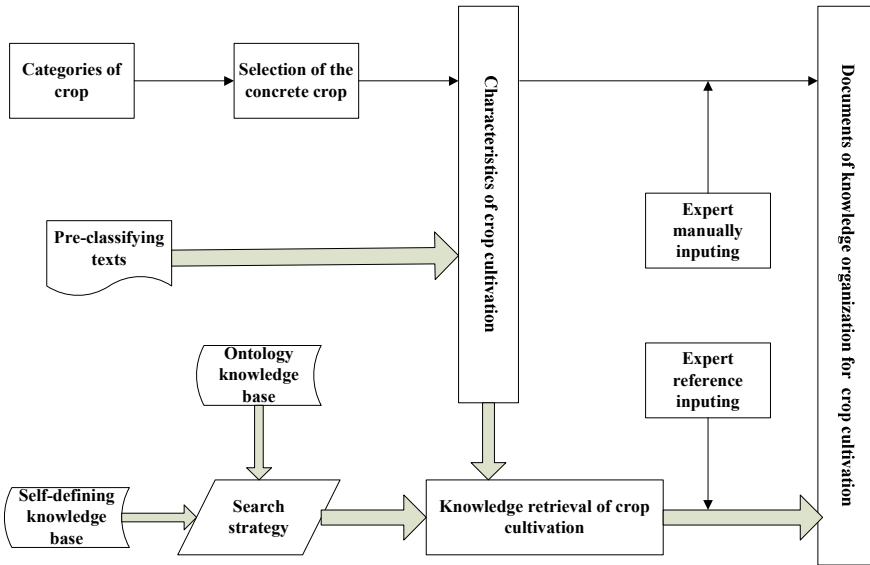 Categories of
crop
Selection of the
concrete crop
Characteristics of crop cultivation
Documents of knowledge organization for crop cultivation
Pre-classifying
texts
Expert
manually
inputing
Ontology
knowledge
base
Expert
reference
inputing
Self-defining
knowledge
base
Search
strategy
Knowledge retrieval of crop
cultivation